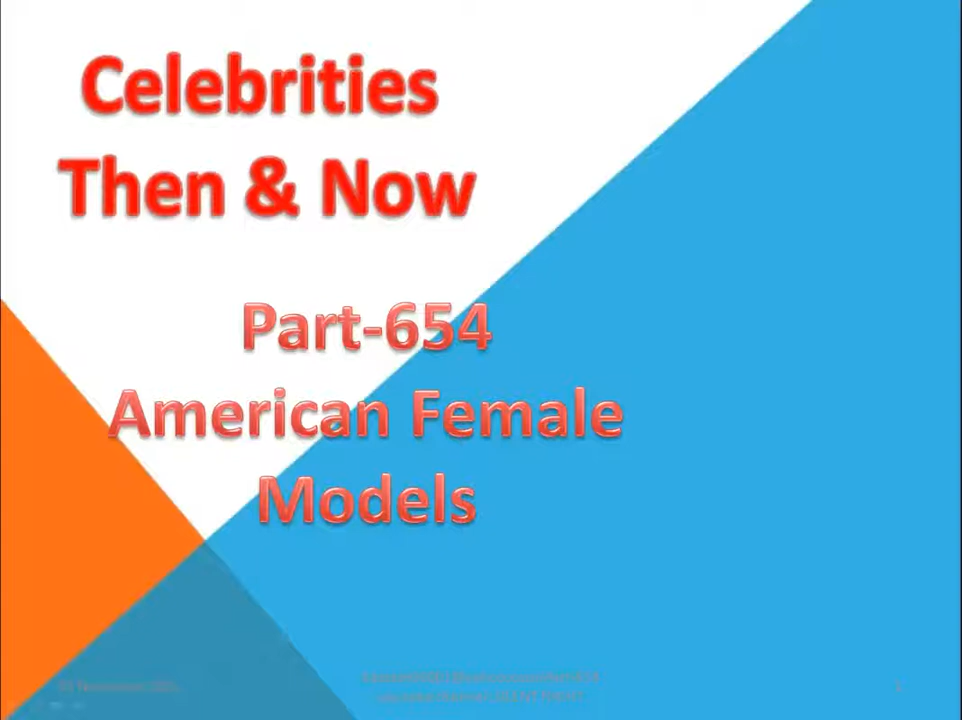 Celebrities
Then & Now
Part-654
American Female
Models